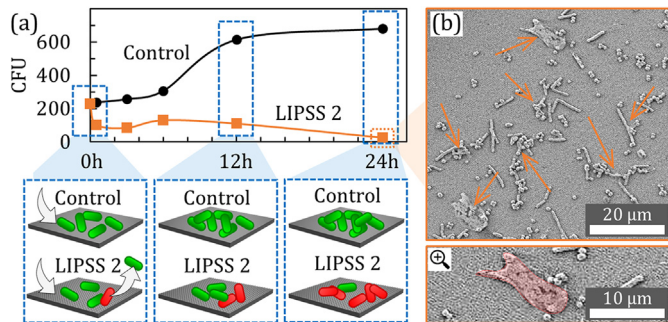 (a)
CFU
600
400
200
0
Control
LIPSS 2
0h
12h
24h
Control
LIPSS 2
Control
LIPSS 2
Control
LIPSS 2
(b)
20 μm
10 μm